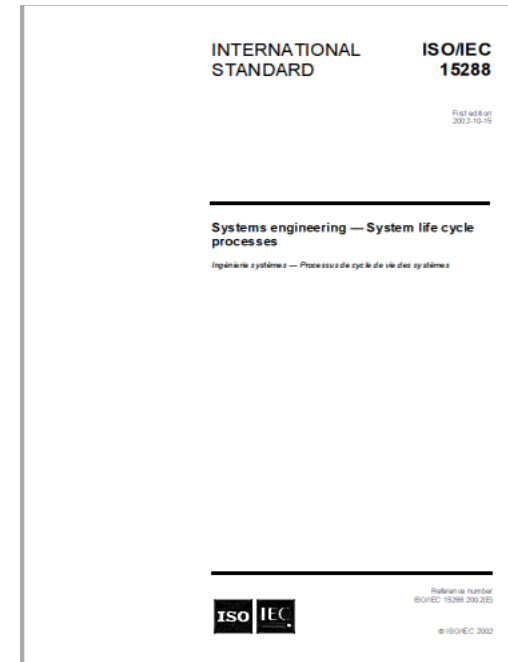 INTERNATIONAL
STANDARD
ISO/IEC
15288
First edition
2002-10-15
Systems engineering — System life cycle
processes
Ingénierie systèmes — Processus de cycle de vie des systèmes
ISO IEC
Reference number
ISO/IEC 15288:2002(E)
© ISO/IEC 2002